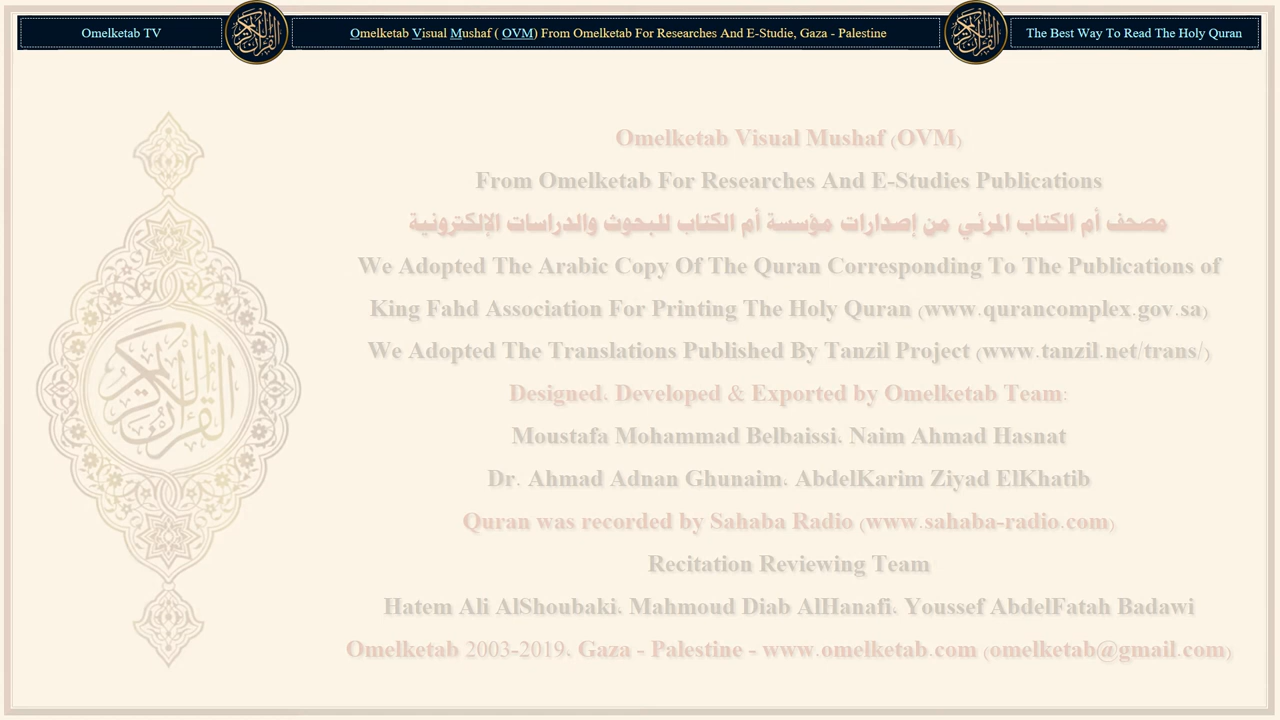 Omelketab TV
Omelketab Visual Mushaf ( OVM) From Omelketab For Researches And E-Studie, Gaza - Palestine
The Best Way To Read The Holy Quran
Omelketab Visual Mushaf (OVM)
From Omelketab For Researches And E-Studies Publications
مصحف أم الكتاب المرئي من إصدارات مؤسسة أم الكتاب للبحوث والدراسات الإلكترونية
We Adopted The Arabic Copy Of The Quran Corresponding To The Publications of
King Fahd Association For Printing The Holy Quran (www.qurancomplex.gov.sa)
We Adopted The Translations Published By Tanzil Project (www.tanzil.net/trans/)
Designed، Developed & Exported by Omelketab Team:
Moustafa Mohammad Belbaissi، Naim Ahmad Hasnat
Dr. Ahmad Adnan Ghunaim، AbdelKarim Ziyad ElKhatib
Quran was recorded by Sahaba Radio (www.sahaba-radio.com)
Recitation Reviewing Team
Hatem Ali AlShoubaki، Mahmoud Diab AlHanafi، Youssef AbdelFatah Badawi
Omelketab 2003-2019، Gaza - Palestine - www.omelketab.com (omelketab@gmail.com)
القرآن الكريم